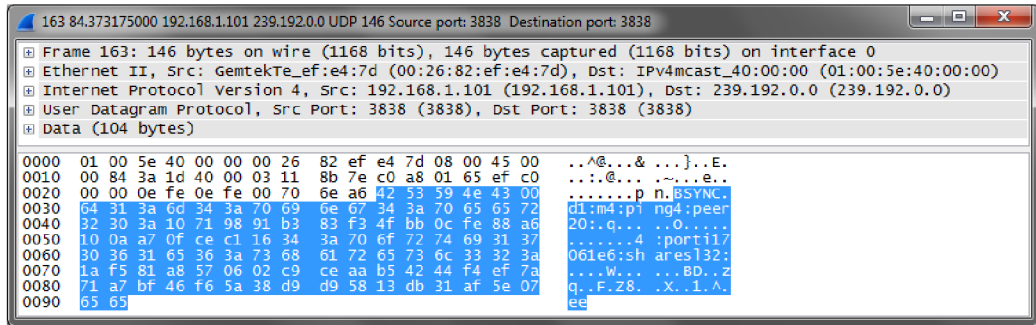 163 84.373175000 192.168.1.101 239.192.0.0 UDP 146 Source port: 3838 Destination port: 3838
Frame 163: 146 bytes on wire (1168 bits), 146 bytes captured (1168 bits) on interface 0
Ethernet II, Src: GemtekTe_ef:e4:7d (00:26:82:ef:e4:7d), Dst: IPv4mcast_40:00:00 (01:00:5e:40:00:00)
Internet Protocol Version 4, Src: 192.168.1.101 (192.168.1.101), Dst: 239.192.0.0 (239.192.0.0)
User Datagram Protocol, Src Port: 3838 (3838), Dst Port: 3838 (3838)
Data (104 bytes)
0000 01 00 5e 40 00 00 00 26 82 ef e4 7d 08 00 45 00 ..^@...& ...}..E.
0010 00 84 3a 1d 40 00 03 11 8b 7e c0 a8 01 65 ef c0 ..:.@... .~...e..
0020 00 00 0e fe 0e fe 00 70 6e a6 42 53 59 4e 43 00 .......p n.BSYNC.
0030 64 31 3a 6d 34 3a 70 69 6e 67 34 3a 70 65 65 72 d1:m4:pi ng4:peer
0040 32 30 3a 10 71 98 91 b3 83 f3 4f bb 0c fe 88 a6 20:.q... ..O.....
0050 10 0a a7 0f ce c1 16 34 3a 70 6f 72 74 69 31 37 .......4 :porti17
0060 30 36 31 65 36 3a 73 68 61 72 65 73 6c 33 32 3a 061e6:sh aresl32:
0070 1a f5 81 a8 57 06 02 c9 ce aa b5 42 44 f4 ef 7a ....W... ...BD..z
0080 71 a7 bf 46 f6 5a 38 d9 d9 58 13 db 31 af 5e 07 q..F.Z8. .X..1.^.
0090 65 65 ee